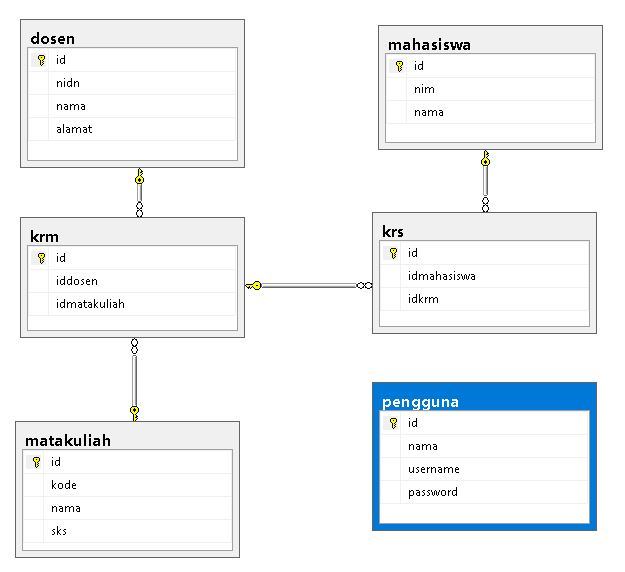 dosen
id
nidn
nama
alamat
mahasiswa
id
nim
nama
krm
id
iddosen
idmatakuliah
krs
id
idmahasiswa
idkrm
matakuliah
id
kode
nama
sks
pengguna
id
nama
username
password